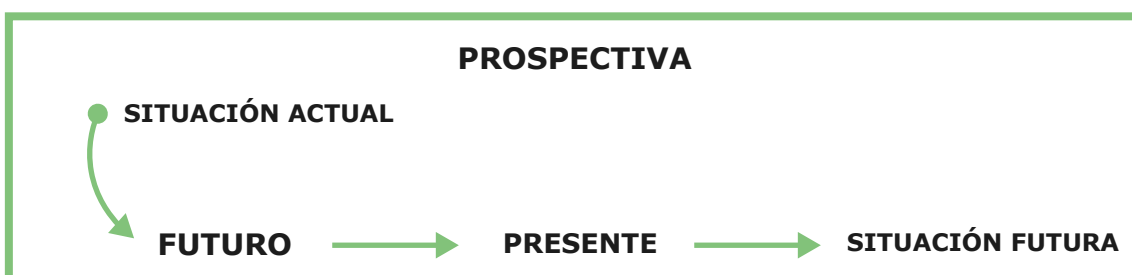 PROSPECTIVA
SITUACIÓN ACTUAL
FUTURO PRESENTE SITUACIÓN FUTURA